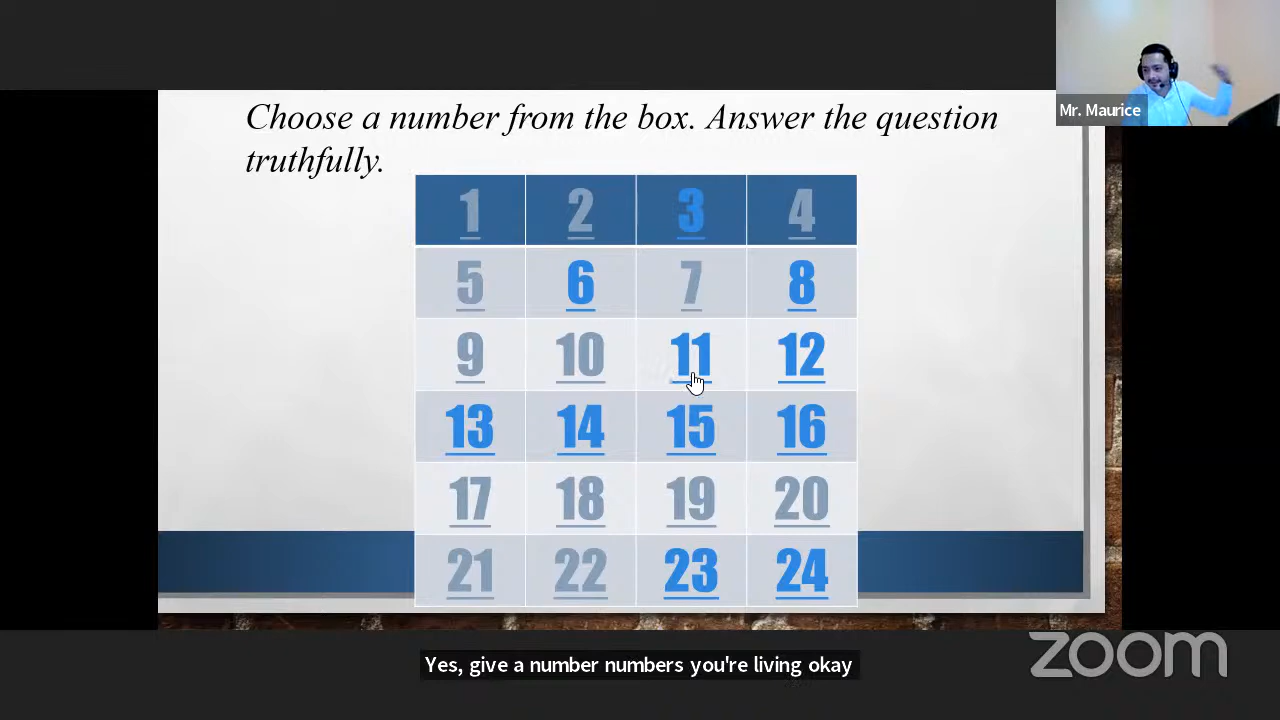 Mr. Maurice
Choose a number from the box. Answer the question
truthfully.
1 2 3 4
5 6 7 8
9 10 11 12
13 14 15 16
17 18 19 20
21 22 23 24
Yes, give a number numbers you're living okay
zoom